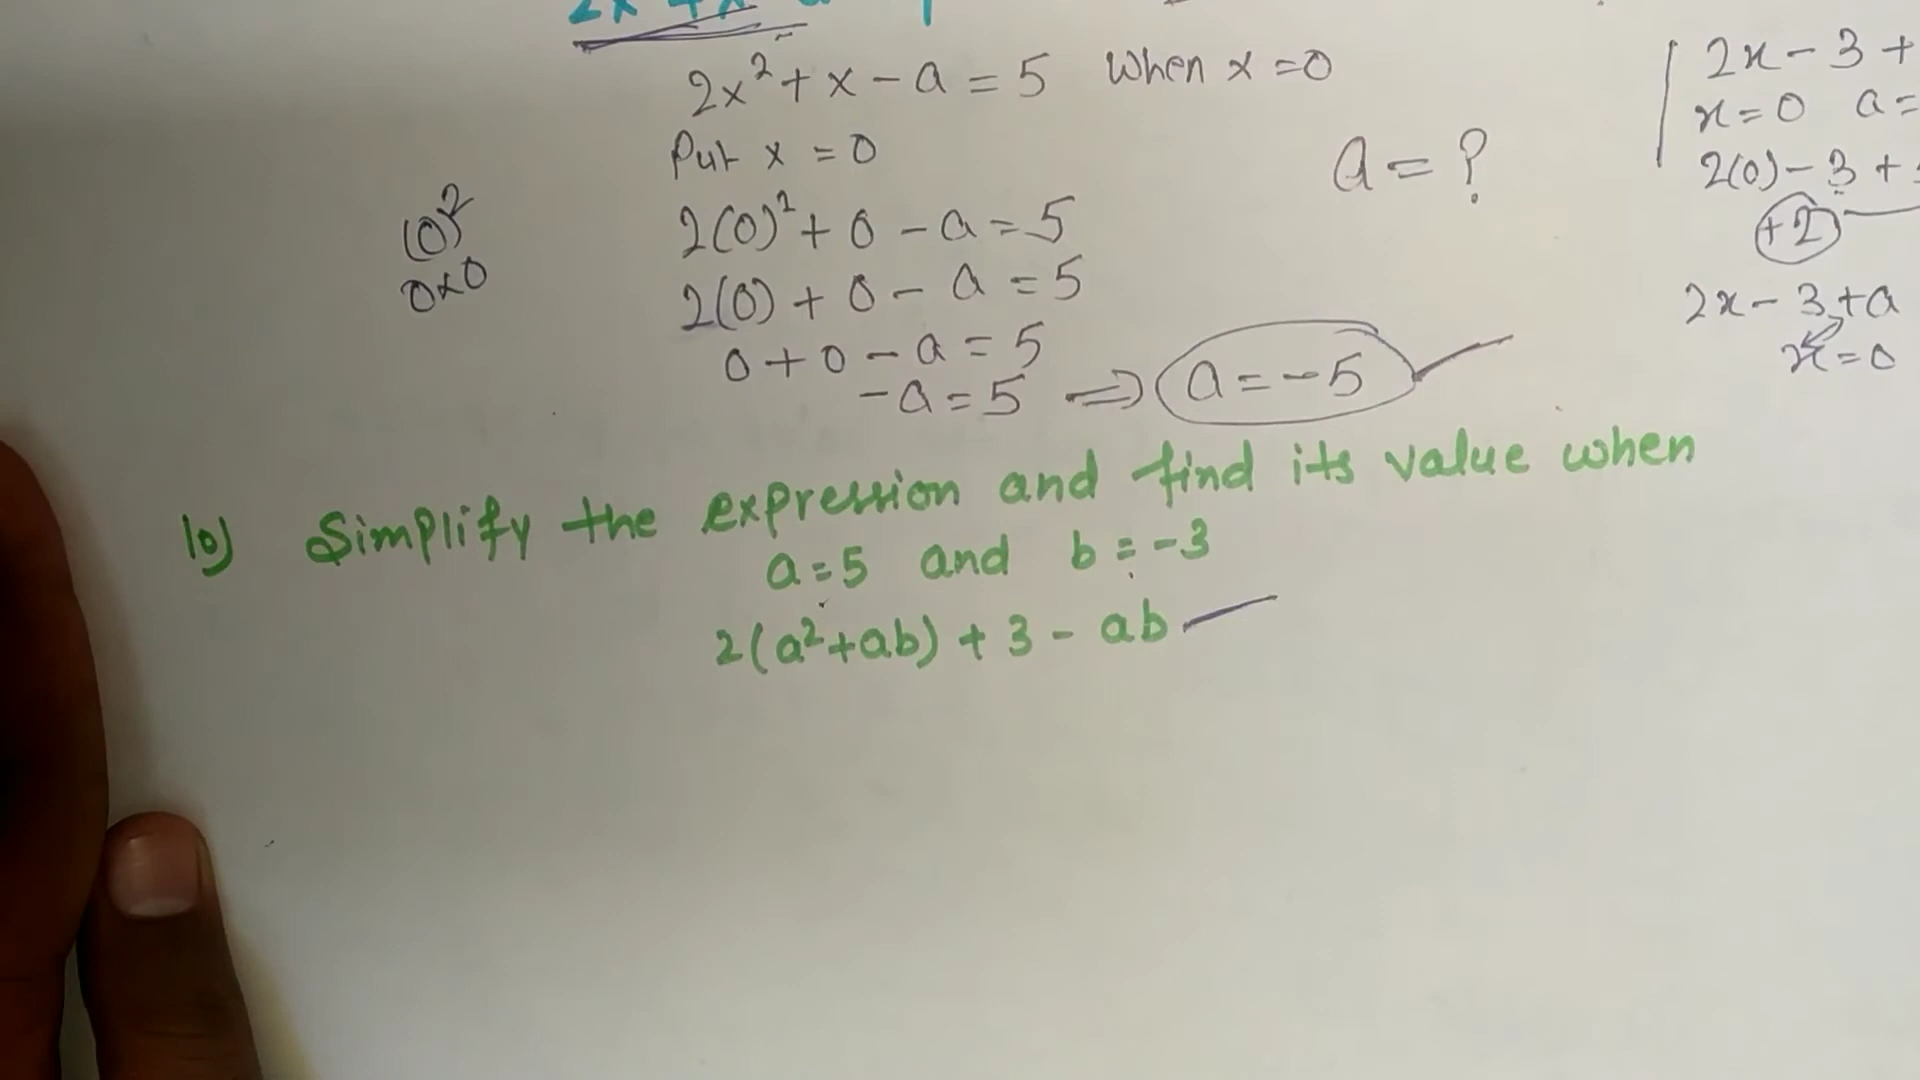 2x² + x - a = 5 when x = 0
Put x = 0
a = ?
2(0)² + 0 - a = 5
2(0) + 0 - a = 5
0 + 0 - a = 5
-a = 5 ⇒ a = -5
(0)²
0×0
2x - 3 +
x = 0 a =
2(0) - 3 +
+2
2x - 3 + a
x = 0
10) Simplify the expression and find its value when
a = 5 and b = -3
2(a² + ab) + 3 - ab